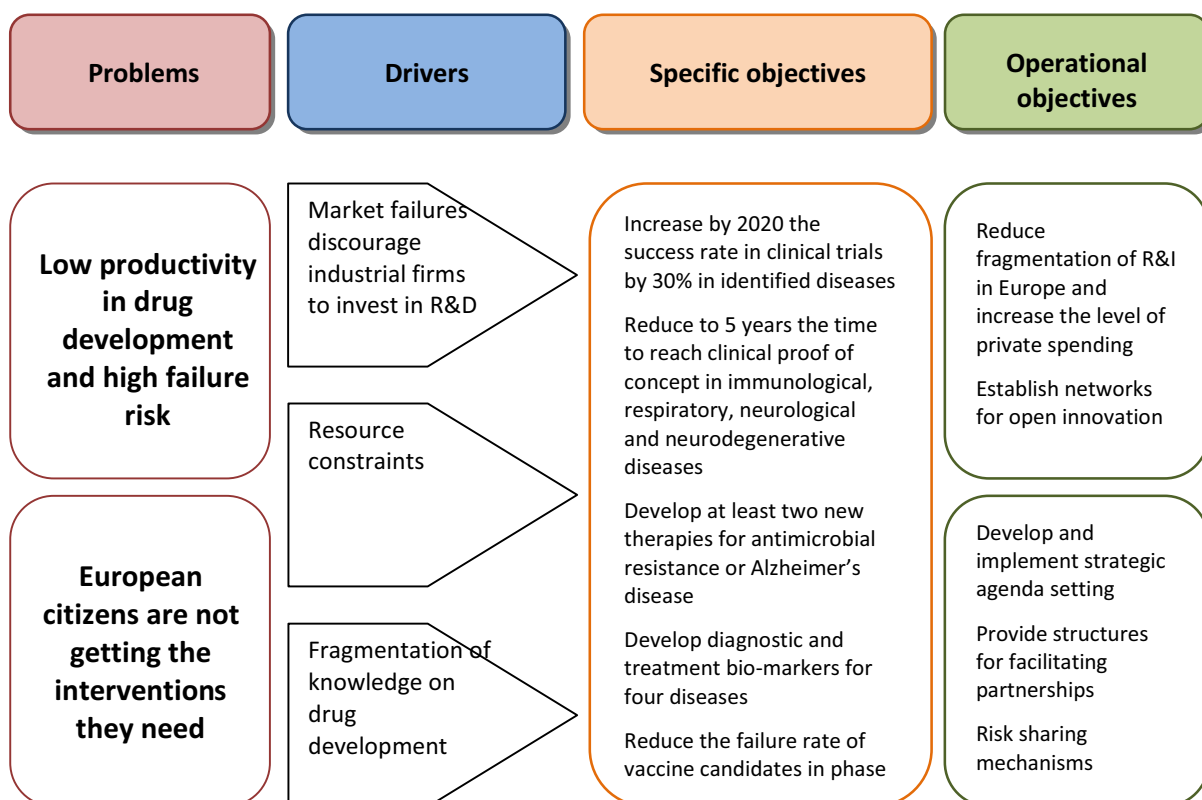 Problems
Drivers
Specific objectives
Operational
objectives
Low productivity
in drug
development
and high failure
risk
European
citizens are not
getting the
interventions
they need
Market failures
discourage
industrial firms
to invest in R&D
Resource
constraints
Fragmentation of
knowledge on
drug
development
Increase by 2020 the
success rate in clinical trials
by 30% in identified diseases
Reduce to 5 years the time
to reach clinical proof of
concept in immunological,
respiratory, neurological
and neurodegenerative
diseases
Develop at least two new
therapies for antimicrobial
resistance or Alzheimer’s
disease
Develop diagnostic and
treatment bio-markers for
four diseases
Reduce the failure rate of
vaccine candidates in phase
Reduce
fragmentation of R&I
in Europe and
increase the level of
private spending
Establish networks
for open innovation
Develop and
implement strategic
agenda setting
Provide structures
for facilitating
partnerships
Risk sharing
mechanisms